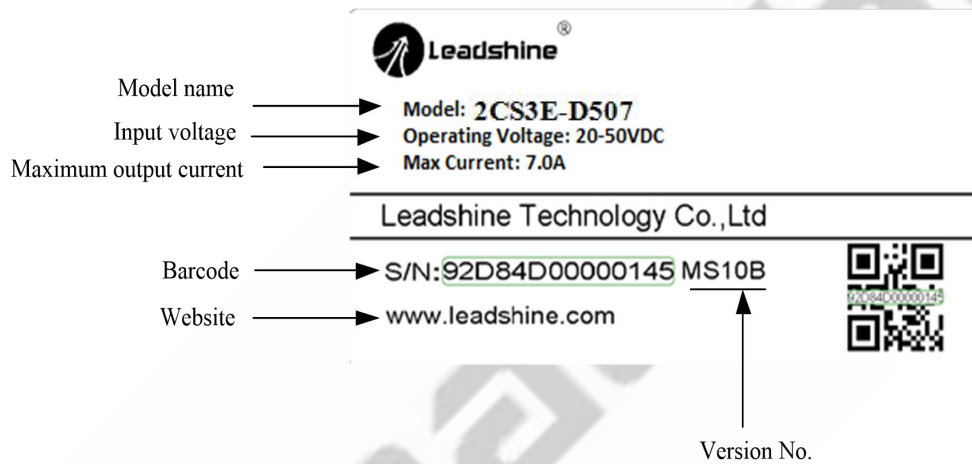 Leadshine®
Model name
Model: 2CS3E-D507
Input voltage
Operating Voltage: 20-50VDC
Maximum output current
Max Current: 7.0A
Leadshine Technology Co.,Ltd
Barcode
S/N:92D84D00000145 MS10B
92D84D00000145
Website
www.leadshine.com
Version No.